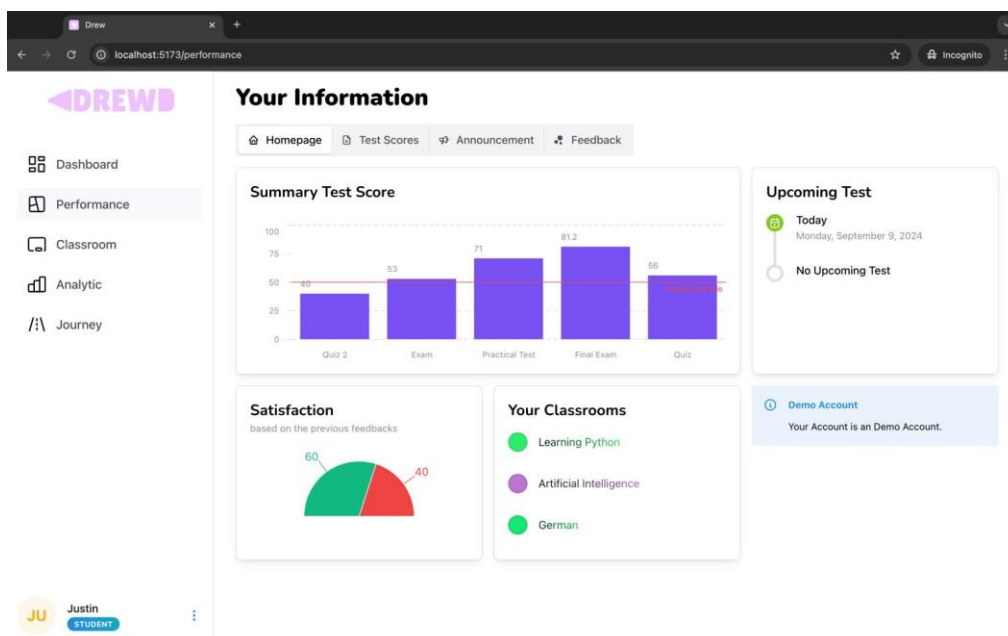 Drew
localhost:5173/performance
Incognito
DREWD
Your Information
Homepage
Test Scores
Announcement
Feedback
Dashboard
Performance
Classroom
Analytic
Journey
Summary Test Score
100
75
50
25
0
40
53
71
81.2
56
Quiz 2
Exam
Practical Test
Final Exam
Quiz
Upcoming Test
Today
Monday, September 9, 2024
No Upcoming Test
Satisfaction
based on the previous feedbacks
60
40
Your Classrooms
Learning Python
Artificial Intelligence
German
Demo Account
Your Account is an Demo Account.
JU
Justin
STUDENT